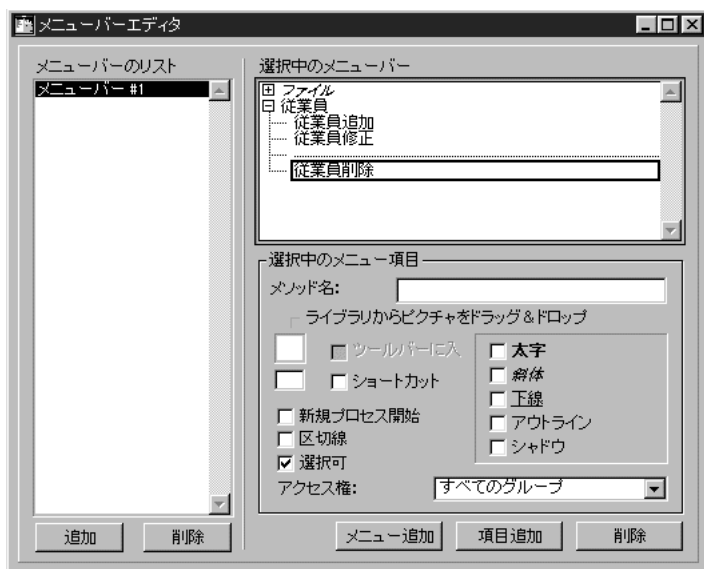 メニューバーエディタ
メニューバーのリスト
メニューバー #1
追加
削除
選択中のメニューバー
ファイル
従業員
従業員追加
従業員修正
従業員削除
選択中のメニュー項目
メソッド名:
ライブラリからピクチャをドラッグ&ドロップ
ツールバーに入
ショートカット
新規プロセス開始
区切線
選択可
太字
斜体
下線
アウトライン
シャドウ
アクセス権:
すべてのグループ
メニュー追加
項目追加
削除